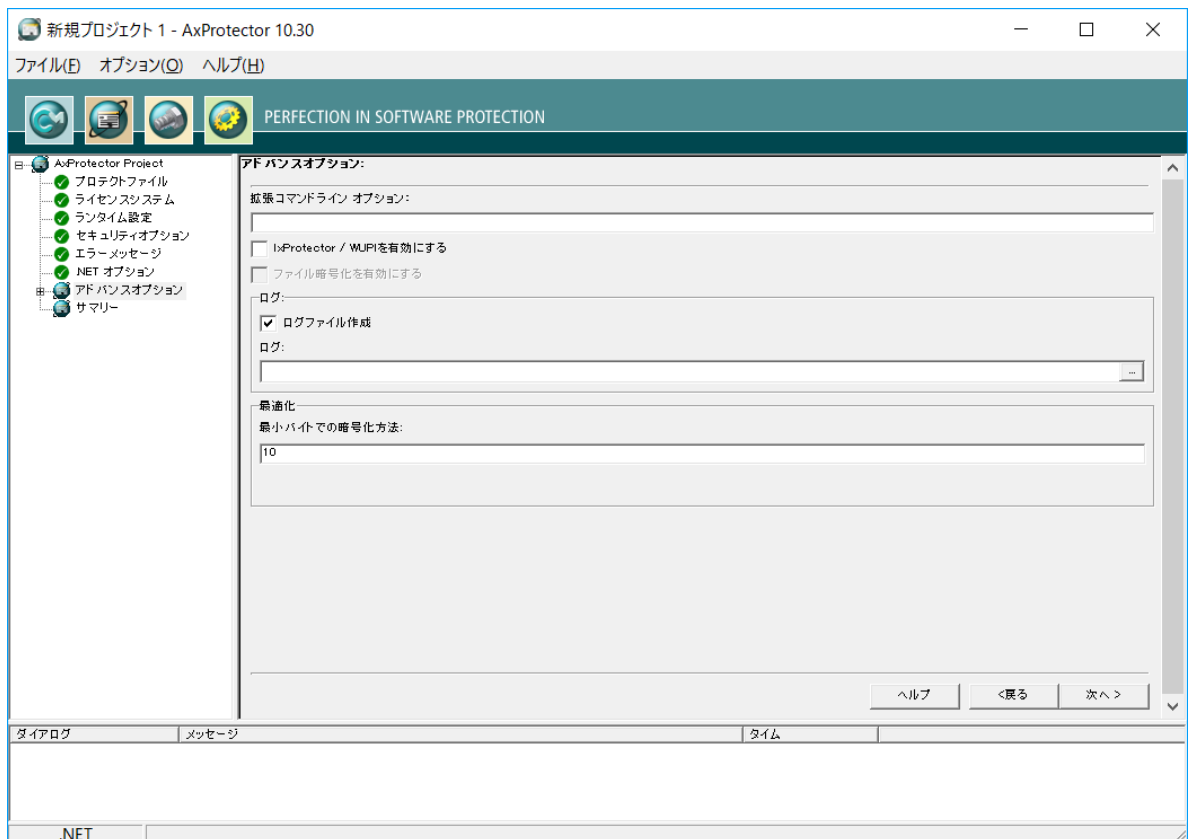 新規プロジェクト 1 - AxProtector 10.30
ファイル(F) オプション(O) ヘルプ(H)
PERFECTION IN SOFTWARE PROTECTION
AxProtector Project
プロテクトファイル
ライセンスシステム
ランタイム設定
セキュリティオプション
エラーメッセージ
.NET オプション
アドバンスオプション
サマリー
アドバンスオプション:
拡張コマンドライン オプション:
IxProtector / WUPIを有効にする
ファイル暗号化を有効にする
ログ:
ログファイル作成
ログ:
...
最適化
最小バイトでの暗号化方法:
10
ヘルプ <戻る 次へ >
ダイアログ メッセージ タイム
.NET